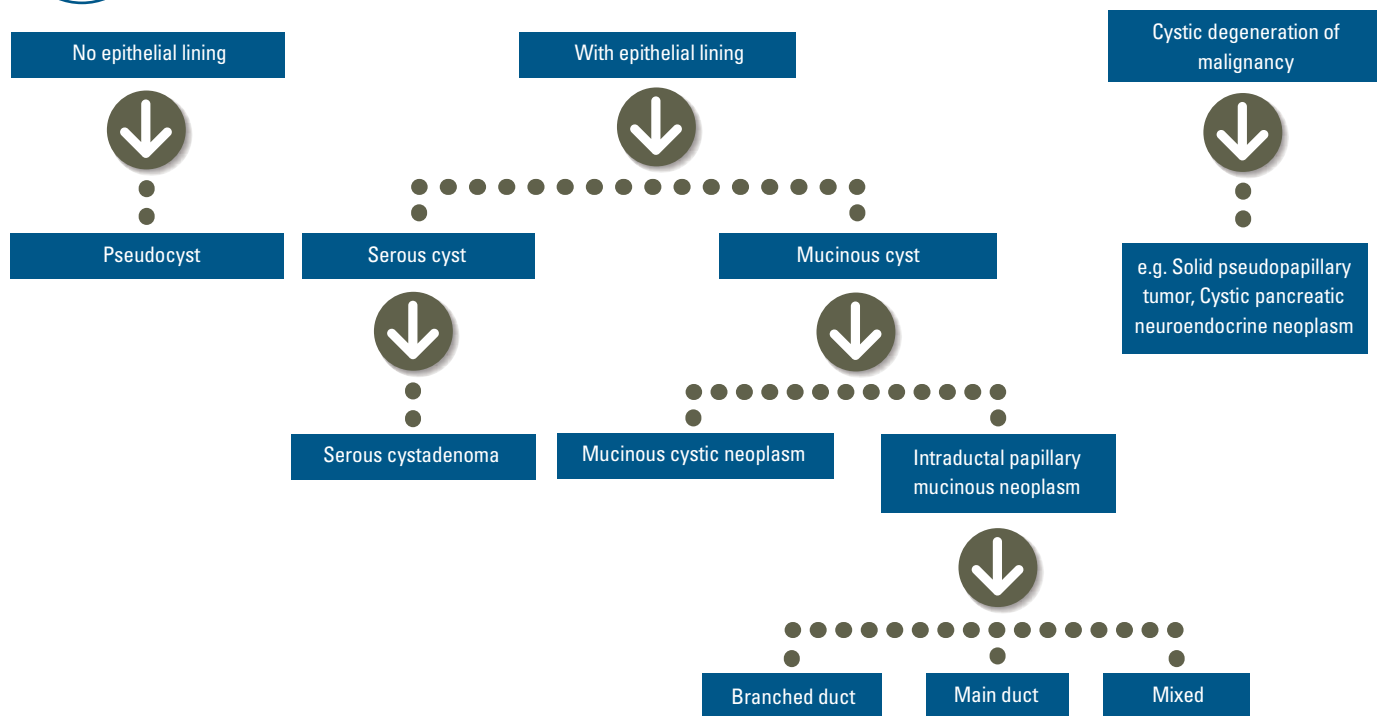 No epithelial lining
With epithelial lining
Cystic degeneration of
malignancy
Pseudocyst
Serous cyst
Mucinous cyst
e.g. Solid pseudopapillary
tumor, Cystic pancreatic
neuroendocrine neoplasm
Serous cystadenoma
Mucinous cystic neoplasm
Intraductal papillary
mucinous neoplasm
Branched duct
Main duct
Mixed